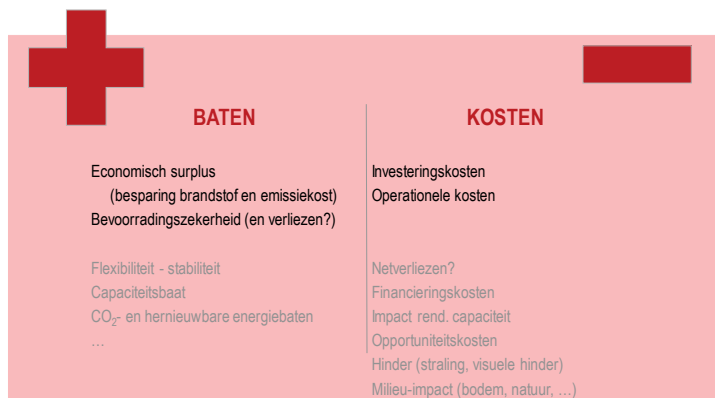 BATEN
Economisch surplus
(besparing brandstof en emissiekost)
Bevoorradingszekerheid (en verliezen?)
Flexibiliteit - stabiliteit
Capaciteitsbaat
CO₂- en hernieuwbare energiebaten
…
KOSTEN
Investeringskosten
Operationele kosten
Netverliezen?
Financieringskosten
Impact rend. capaciteit
Opportuniteitskosten
Hinder (straling, visuele hinder)
Milieu-impact (bodem, natuur, …)